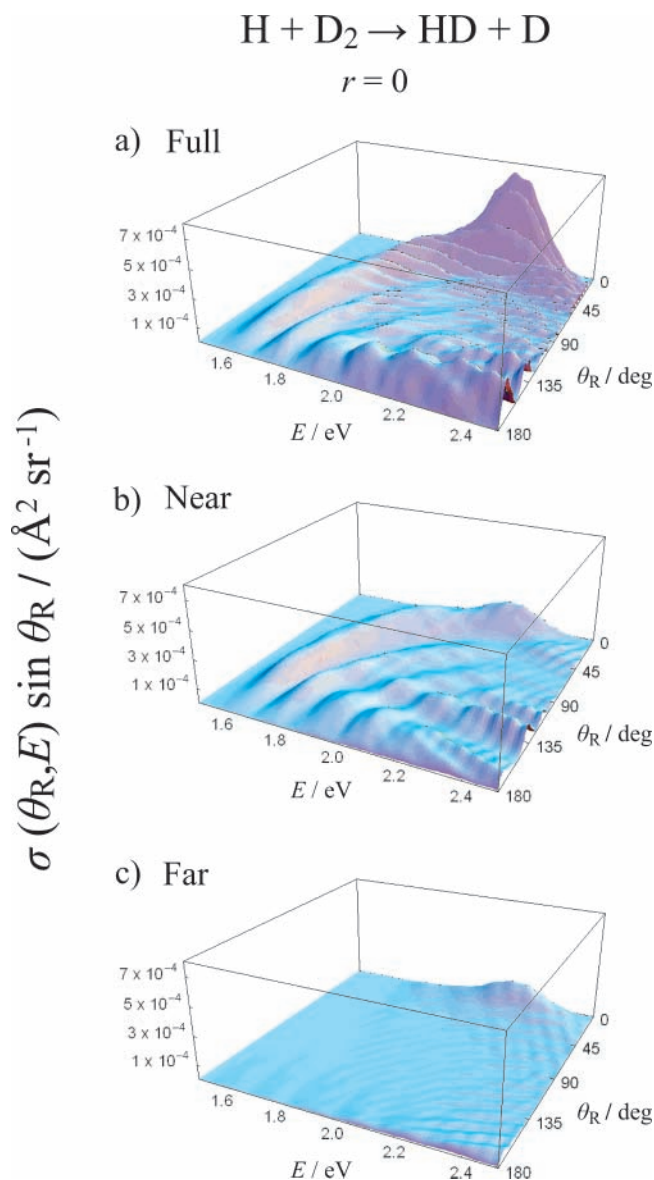 H + D₂ → HD + D
r = 0
a) Full
7 x 10⁻⁴
5 x 10⁻⁴
3 x 10⁻⁴
1 x 10⁻⁴
1.6
1.8
2.0
2.2
2.4
E / eV
0
45
90
135
180
θ_R / deg
b) Near
7 x 10⁻⁴
5 x 10⁻⁴
3 x 10⁻⁴
1 x 10⁻⁴
1.6
1.8
2.0
2.2
2.4
E / eV
0
45
90
135
180
θ_R / deg
σ (θ_R,E) sin θ_R / (Å² sr⁻¹)
c) Far
7 x 10⁻⁴
5 x 10⁻⁴
3 x 10⁻⁴
1 x 10⁻⁴
1.6
1.8
2.0
2.2
2.4
E / eV
0
45
90
135
180
θ_R / deg